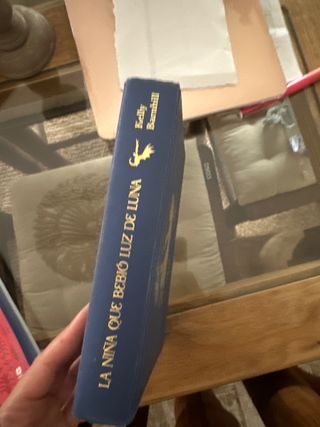 LA NIÑA QUE BEBIÓ LUZ DE LUNA
Kelly
Barnhill